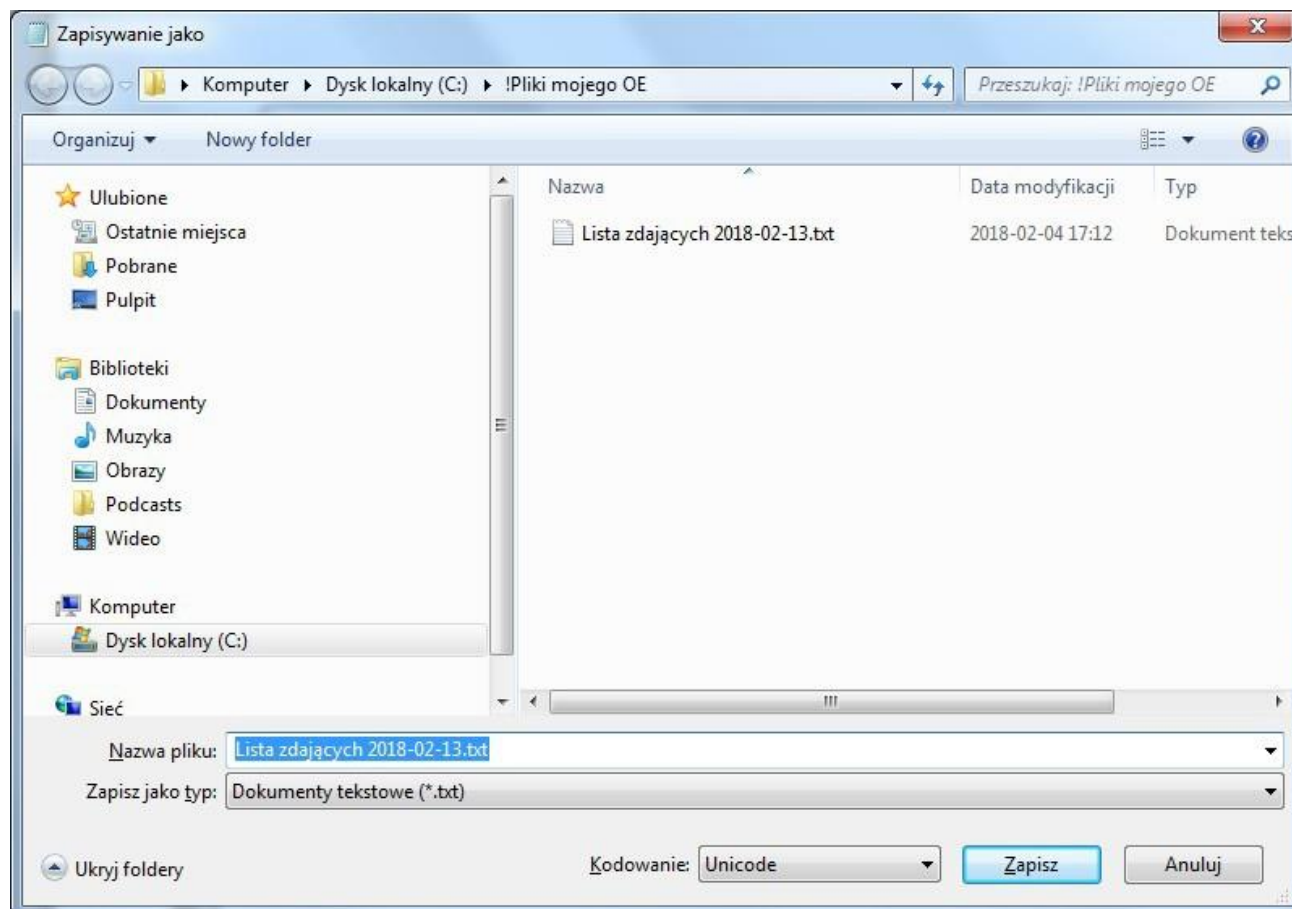 Zapisywanie jako
Komputer Dysk lokalny (C:) !Pliki mojego OE Przeszukaj: !Pliki mojego OE
Organizuj Nowy folder
Ulubione
Ostatnie miejsca
Pobrane
Pulpit
Biblioteki
Dokumenty
Muzyka
Obrazy
Podcasts
Wideo
Komputer
Dysk lokalny (C:)
Sieć
Nazwa Data modyfikacji Typ
Lista zdających 2018-02-13.txt 2018-02-04 17:12 Dokument teks
Nazwa pliku: Lista zdających 2018-02-13.txt
Zapisz jako typ: Dokumenty tekstowe (*.txt)
Ukryj foldery Kodowanie: Unicode Zapisz Anuluj